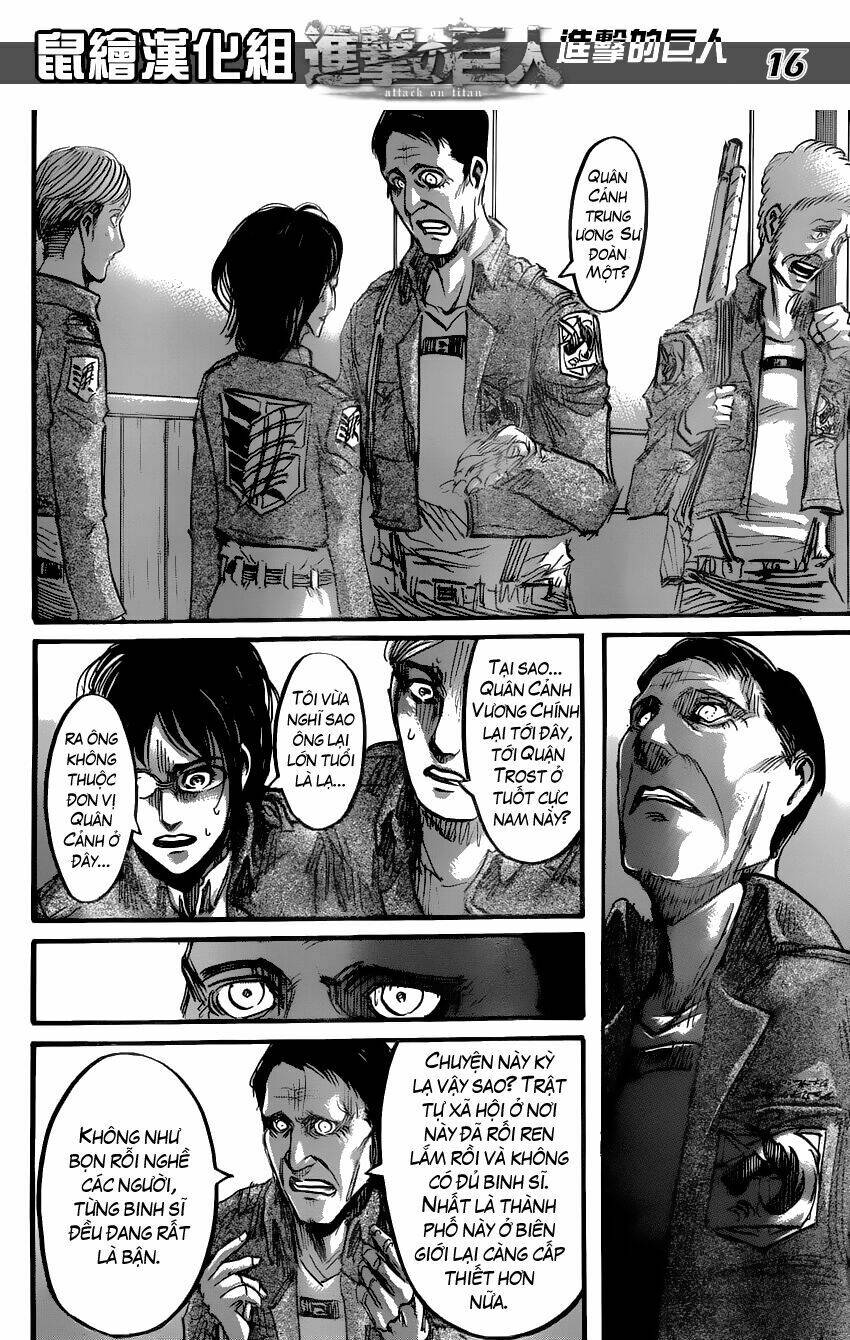 鼠繪漢化組
進撃の巨人
attack on titan
進擊的巨人
16
QUÂN
CẢNH
TRUNG
ƯƠNG SƯ
ĐOÀN
MỘT?
TẠI SAO...
QUÂN CẢNH
VƯƠNG CHÍNH
LẠI TỚI ĐÂY,
TỚI QUẬN
TROST Ở
TUỐT CỰC
NAM NÀY?
TÔI VỪA
NGHĨ SAO
ÔNG LẠI
LỚN TUỔI
LÀ LẠ...
RA ÔNG
KHÔNG
THUỘC
ĐƠN VỊ
QUÂN
CẢNH Ở
ĐÂY...
CHUYỆN NÀY KỲ
LẠ VẬY SAO? TRẬT
TỰ XÃ HỘI Ở NƠI
NÀY ĐÃ RỐI REN
LẮM RỒI VÀ KHÔNG
CÓ ĐỦ BINH SĨ.
NHẤT LÀ THÀNH
PHỐ NÀY Ở BIÊN
GIỚI LẠI CÀNG CẤP
THIẾT HƠN
NỮA.
KHÔNG NHƯ
BỌN RỖI NGHỀ
CÁC NGƯỜI,
TỪNG BINH SĨ
ĐỀU ĐANG RẤT
LÀ BẬN.